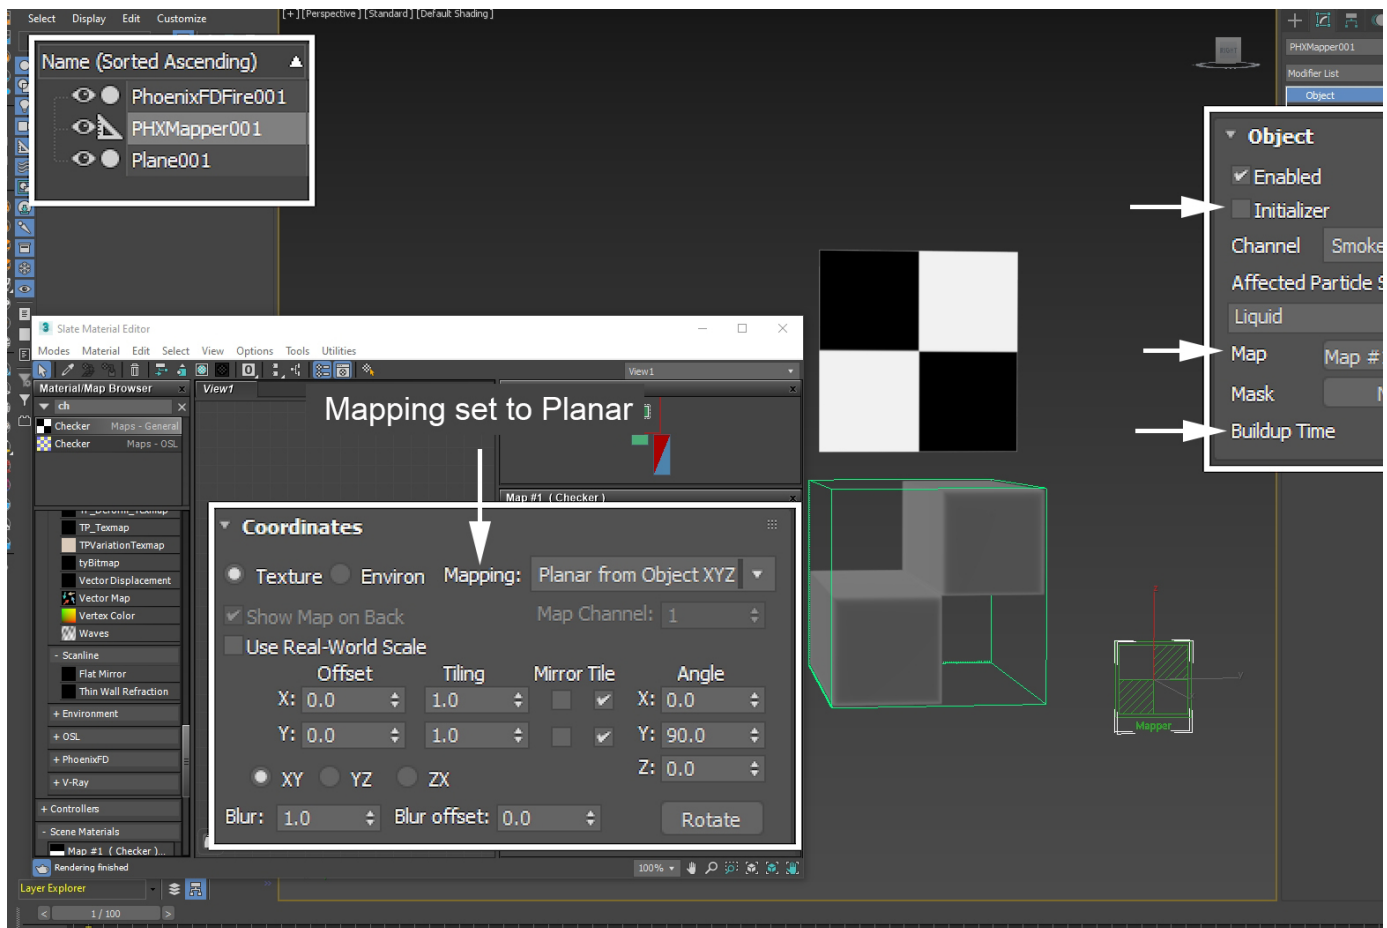 Select Display Edit Customize
[+] [Perspective ] [Standard ] [Default Shading ]
Name (Sorted Ascending)
PhoenixFDFire001
PHXMapper001
Plane001
PHXMapper001
Modifier List
Object
Object
Enabled
Initializer
Channel Smoke
Affected Particle S
Liquid
Map Map #
Mask N
Buildup Time
3 Slate Material Editor
Modes Material Edit Select View Options Tools Utilities
View1
Material/Map Browser x
View1
x
ch x
Checker Maps - General
Checker Maps - OSL
Mapping set to Planar
Map #1 ( Checker ) x
TP_Texmap
TPVariationTexmap
tyBitmap
Vector Displacement
Vector Map
Vertex Color
Waves
- Scanline
Flat Mirror
Thin Wall Refraction
+ Environment
+ OSL
+ PhoenixFD
+ V-Ray
+ Controllers
- Scene Materials
Map #1 ( Checker )...
Coordinates
Texture Environ Mapping: Planar from Object XYZ
Show Map on Back Map Channel: 1
Use Real-World Scale
Offset Tiling Mirror Tile Angle
X: 0.0 1.0 X: 0.0
Y: 0.0 1.0 Y: 90.0
Z: 0.0
XY YZ ZX
Blur: 1.0 Blur offset: 0.0 Rotate
z
y
Mapper
Rendering finished
100%
Layer Explorer
< 1 / 100 >